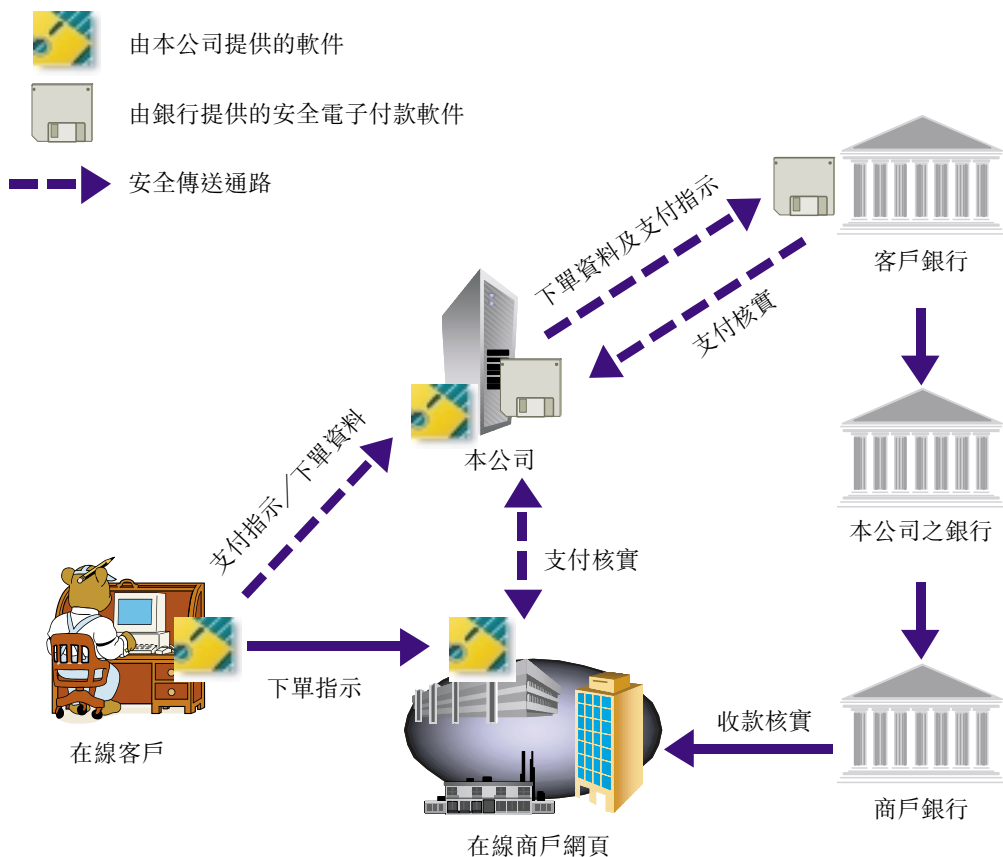 由本公司提供的軟件
由銀行提供的安全電子付款軟件
安全傳送通路
下單資料及支付指示
支付核實
客戶銀行
本公司
支付指示／下單資料
支付核實
本公司之銀行
下單指示
在線客戶
收款核實
商戶銀行
在線商戶網頁